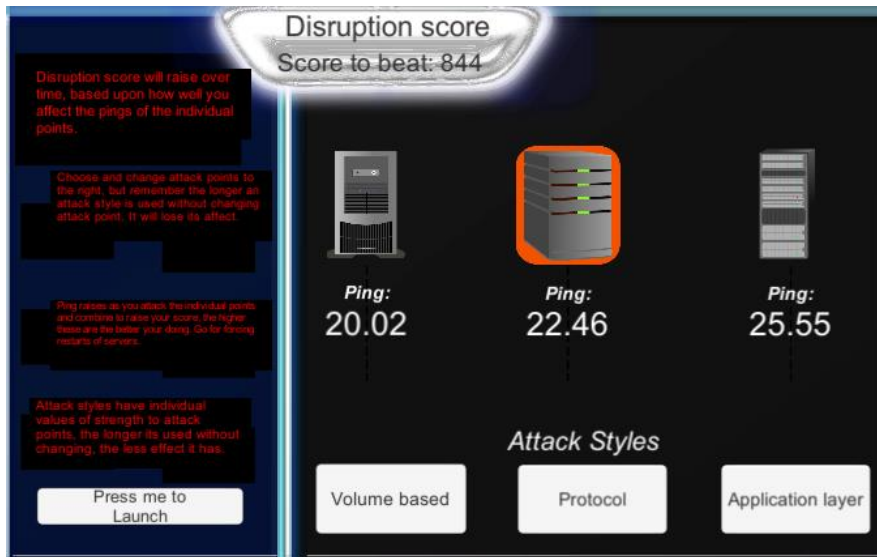 Disruption score
Score to beat: 844
Disruption score will raise over
time, based upon how well you
affect the pings of the individual
points.
Choose and change attack points to
the right, but remember the longer an
attack style is used without changing
attack point. It will lose its affect.
Ping raises as you attack the individual points
and combine to raise your score, the higher
these are the better your doing. Go for forcing
restarts of servers.
Attack styles have individual
values of strength to attack
points, the longer its used without
changing, the less effect it has.
Press me to
Launch
Ping:
20.02
Ping:
22.46
Ping:
25.55
Attack Styles
Volume based
Protocol
Application layer